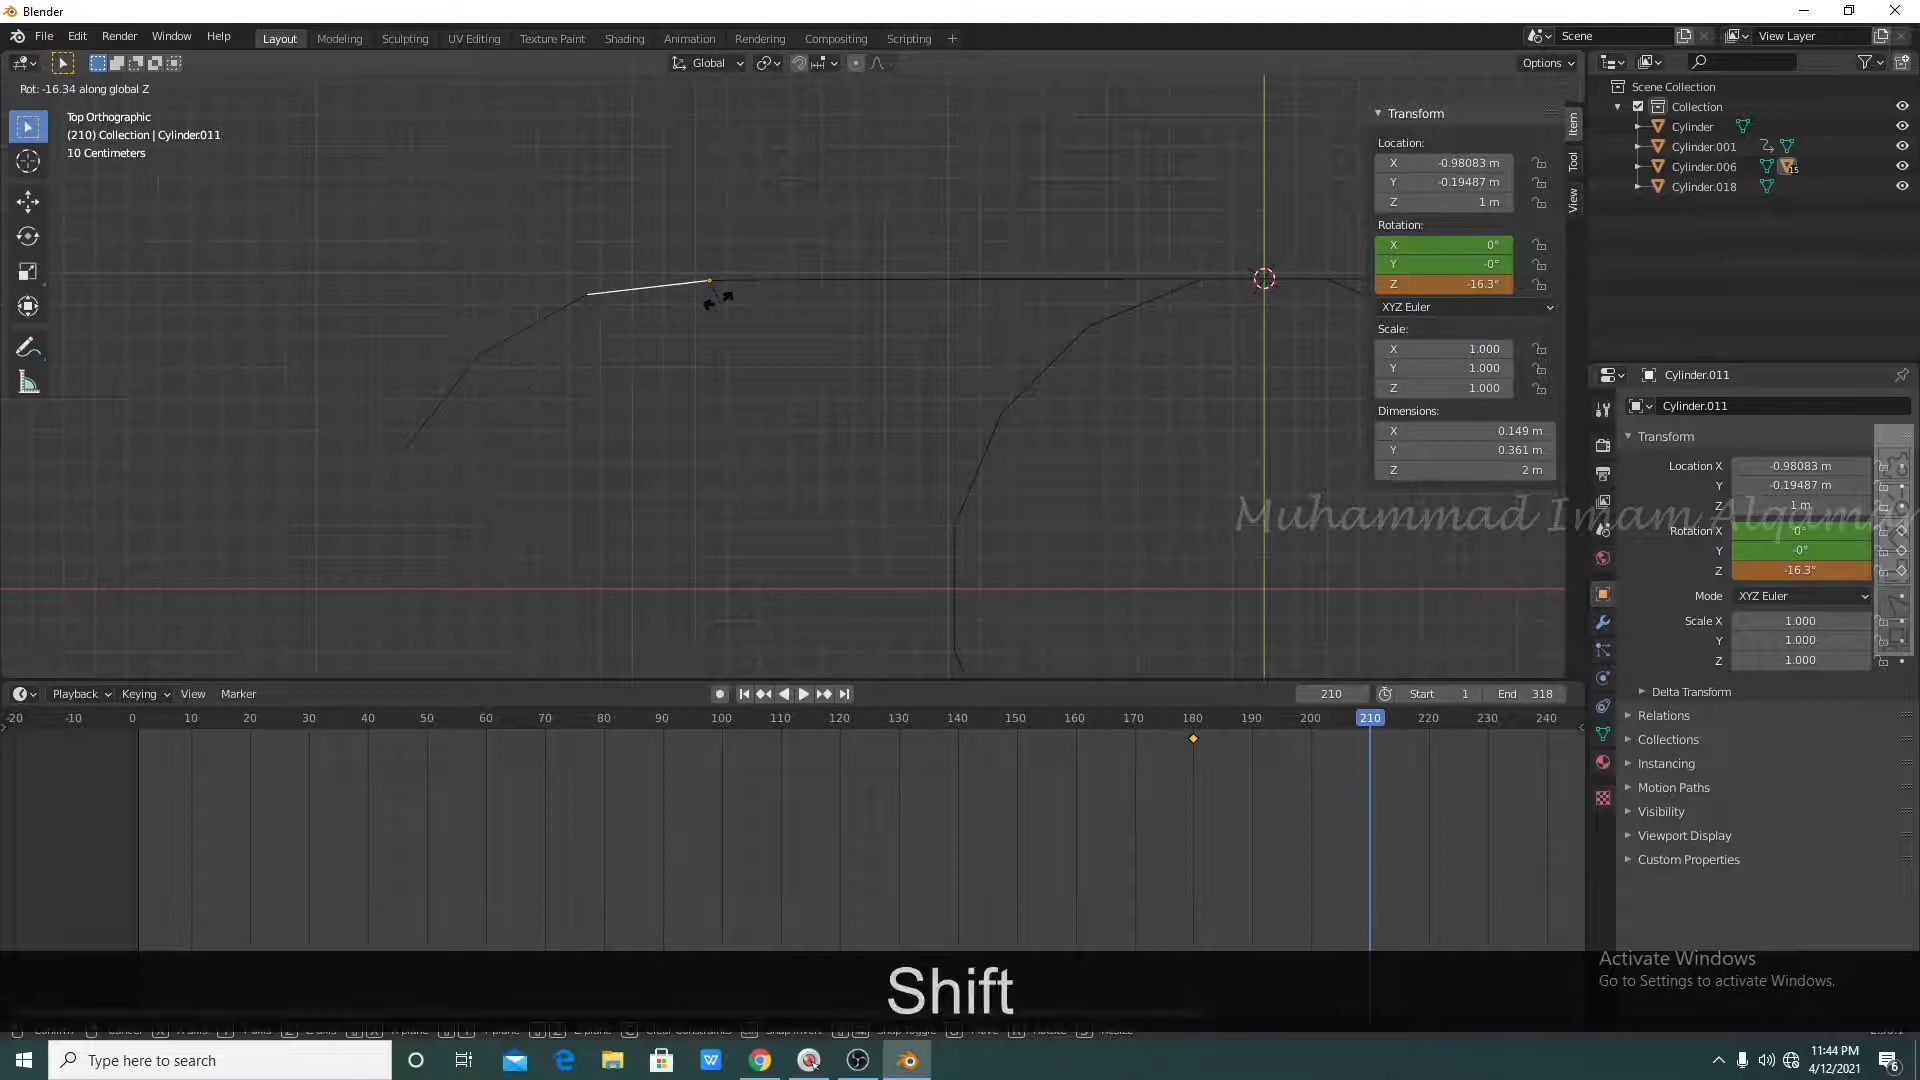 Blender
File Edit Render Window Help
Layout Modeling Sculpting UV Editing Texture Paint Shading Animation Rendering Compositing Scripting
Scene
View Layer
Global
Options
Rot: -16.34 along global Z
Top Orthographic
(210) Collection | Cylinder.011
10 Centimeters
Transform
Location:
X -0.98083 m
Y -0.19487 m
Z 1 m
Rotation:
X 0°
Y -0°
Z -16.3°
XYZ Euler
Scale:
X 1.000
Y 1.000
Z 1.000
Dimensions:
X 0.149 m
Y 0.361 m
Z 2 m
Item
Tool
View
Scene Collection
Collection
Cylinder
Cylinder.001
Cylinder.006
15
Cylinder.018
Cylinder.011
Cylinder.011
Transform
Location X -0.98083 m
Y -0.19487 m
Z 1 m
Rotation X 0°
Y -0°
Z -16.3°
Mode XYZ Euler
Scale X 1.000
Y 1.000
Z 1.000
Delta Transform
Relations
Collections
Instancing
Motion Paths
Visibility
Viewport Display
Custom Properties
Muhammad Imam
Playback Keying View Marker
210 Start 1 End 318
-20 -10 0 10 20 30 40 50 60 70 80 90 100 110 120 130 140 150 160 170 180 190 200 210 220 230 240
Activate Windows
Go to Settings to activate Windows.
Shift
Type here to search
11:44 PM
4/12/2021
6